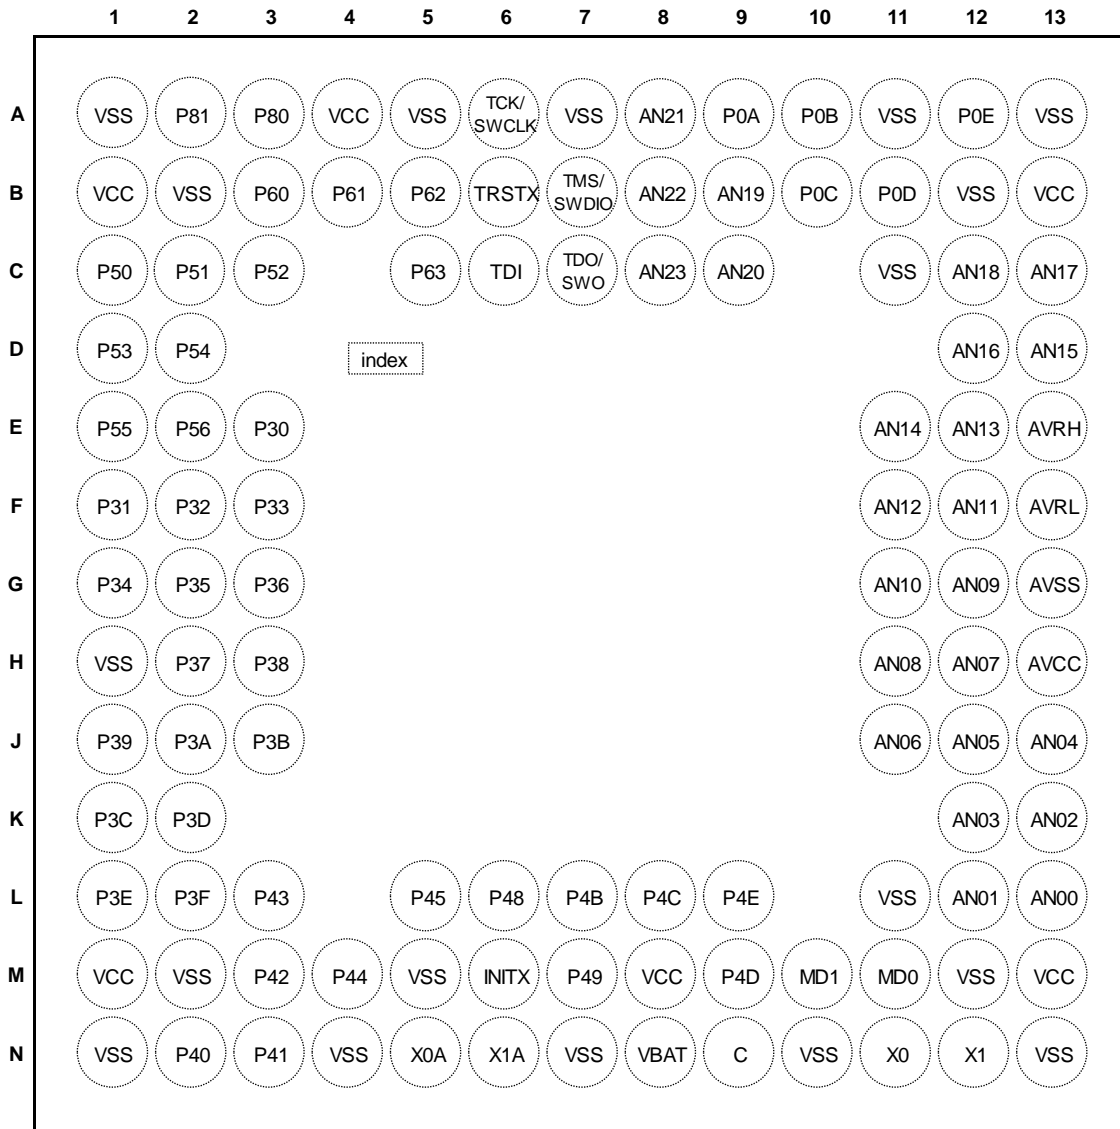 1 2 3 4 5 6 7 8 9 10 11 12 13
A VSS P81 P80 VCC VSS TCK/ SWCLK VSS AN21 P0A P0B VSS P0E VSS
B VCC VSS P60 P61 P62 TRSTX TMS/ SWDIO AN22 AN19 P0C P0D VSS VCC
C P50 P51 P52 P63 TDI TDO/ SWO AN23 AN20 VSS AN18 AN17
D P53 P54 index AN16 AN15
E P55 P56 P30 AN14 AN13 AVRH
F P31 P32 P33 AN12 AN11 AVRL
G P34 P35 P36 AN10 AN09 AVSS
H VSS P37 P38 AN08 AN07 AVCC
J P39 P3A P3B AN06 AN05 AN04
K P3C P3D AN03 AN02
L P3E P3F P43 P45 P48 P4B P4C P4E VSS AN01 AN00
M VCC VSS P42 P44 VSS INITX P49 VCC P4D MD1 MD0 VSS VCC
N VSS P40 P41 VSS X0A X1A VSS VBAT C VSS X0 X1 VSS